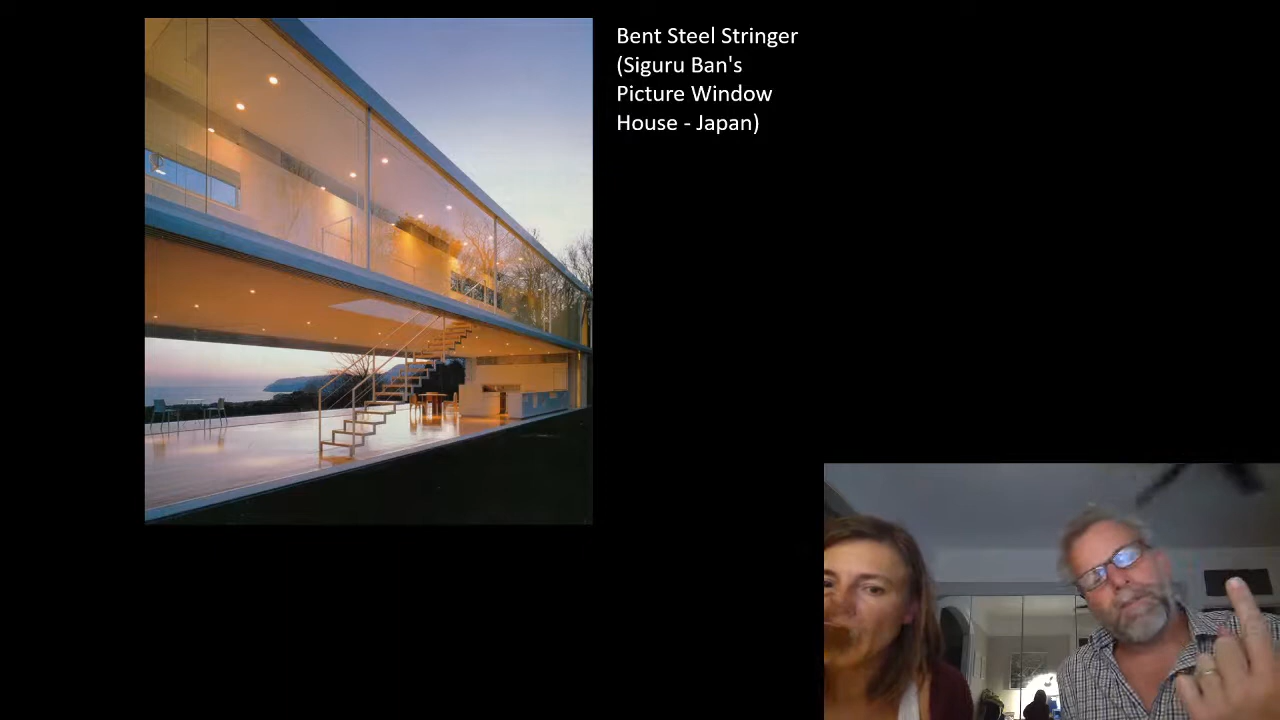 Bent Steel Stringer
(Siguru Ban's
Picture Window
House - Japan)